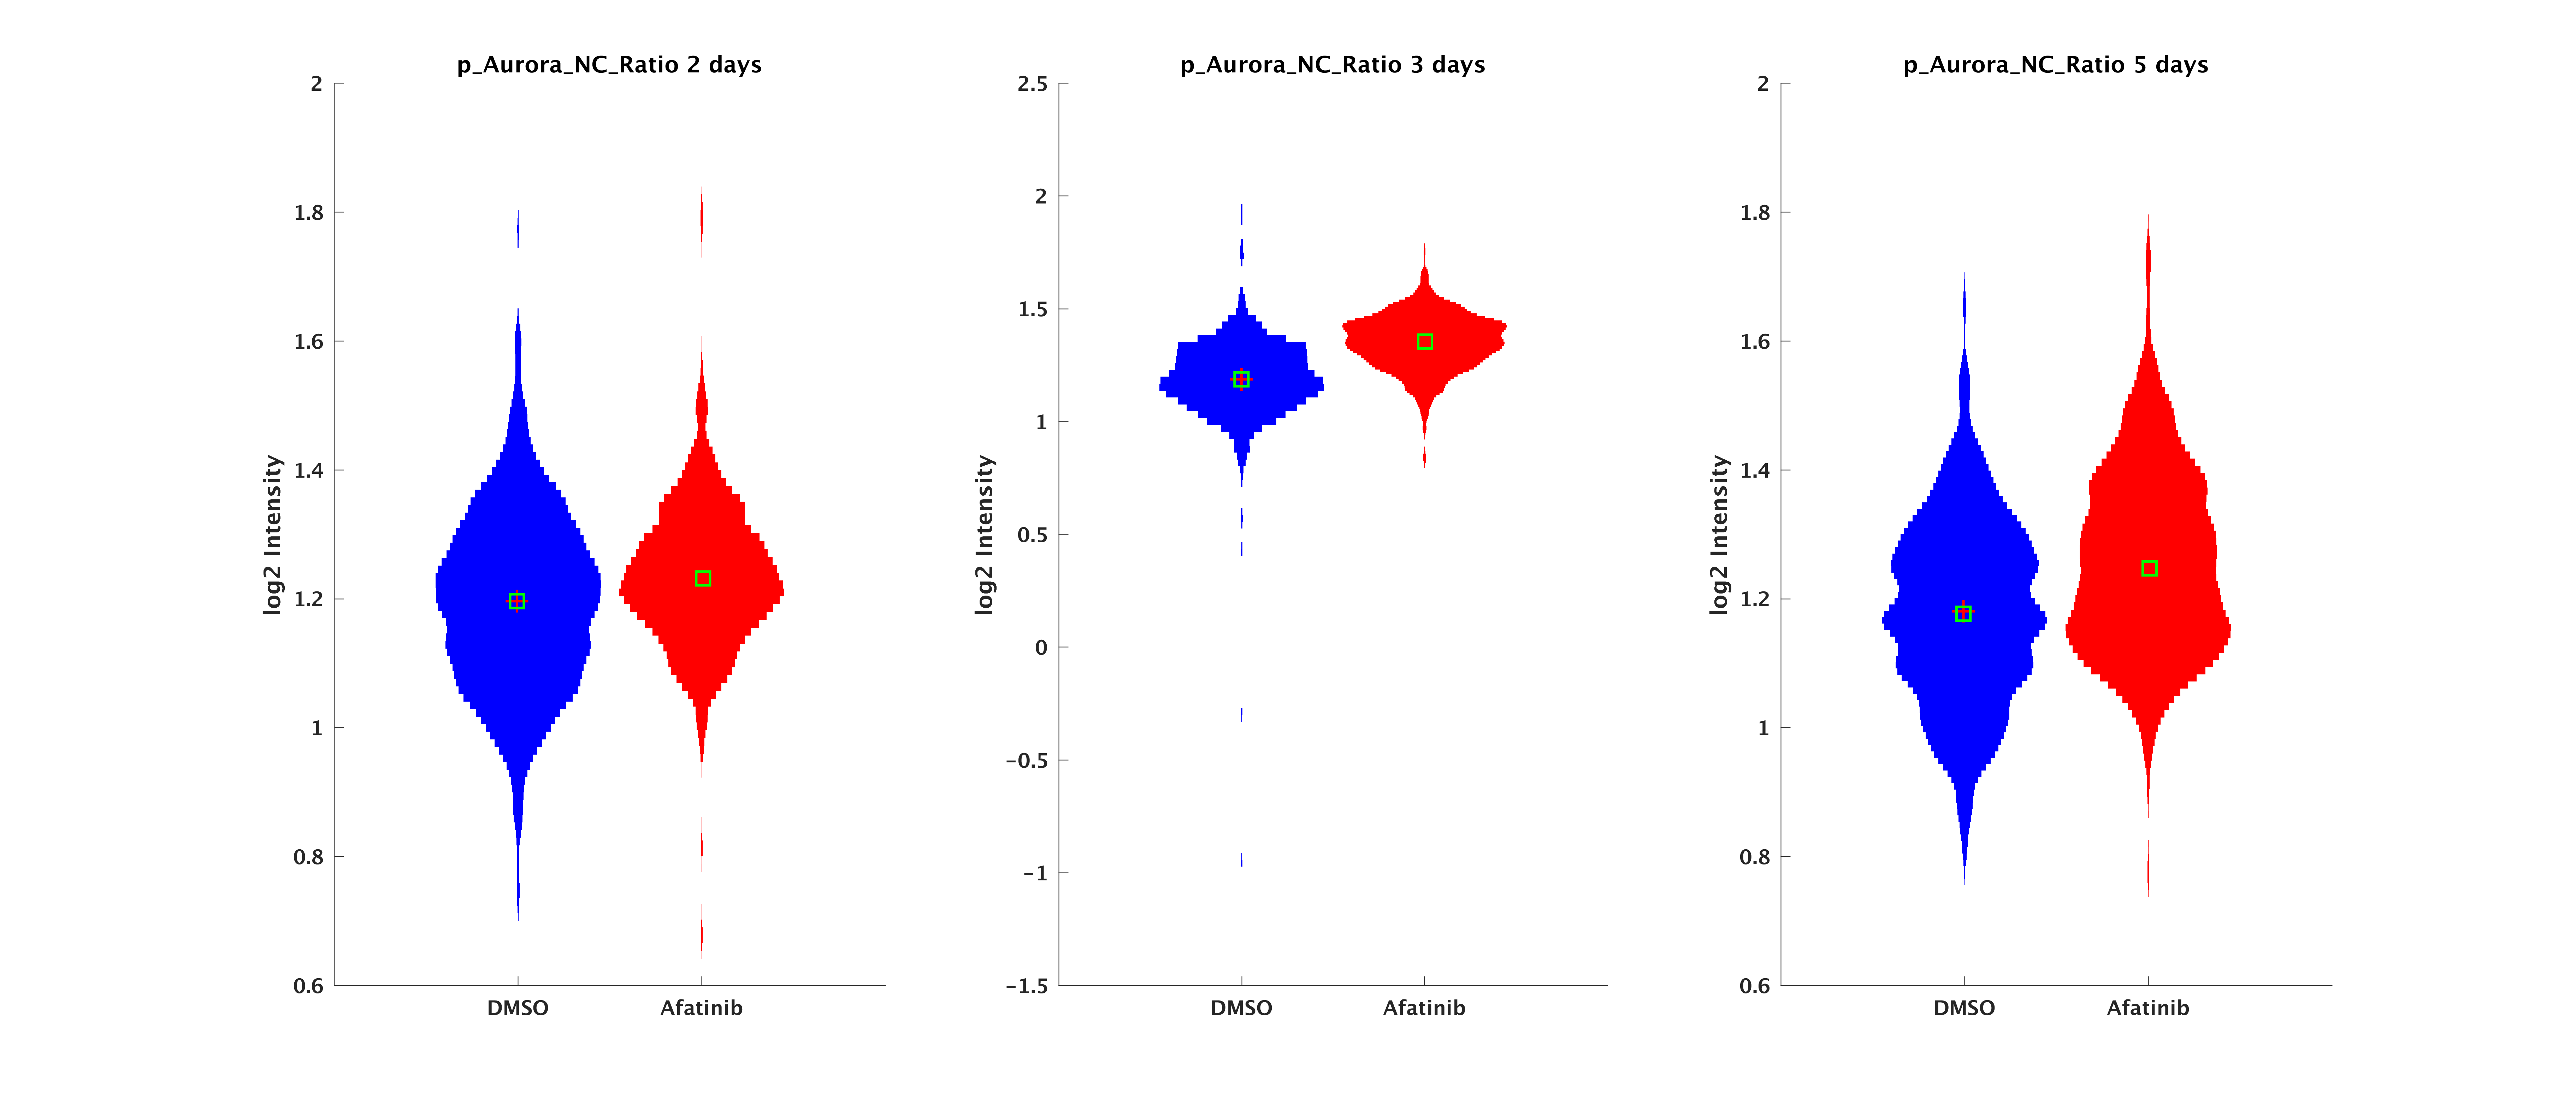 p_Aurora_NC_Ratio 2 days
2
1.8
1.6
1.4
1.2
1
0.8
0.6
log2 Intensity
DMSO
Afatinib
p_Aurora_NC_Ratio 3 days
2.5
2
1.5
1
0.5
0
-0.5
-1
-1.5
log2 Intensity
DMSO
Afatinib
p_Aurora_NC_Ratio 5 days
2
1.8
1.6
1.4
1.2
1
0.8
0.6
log2 Intensity
DMSO
Afatinib